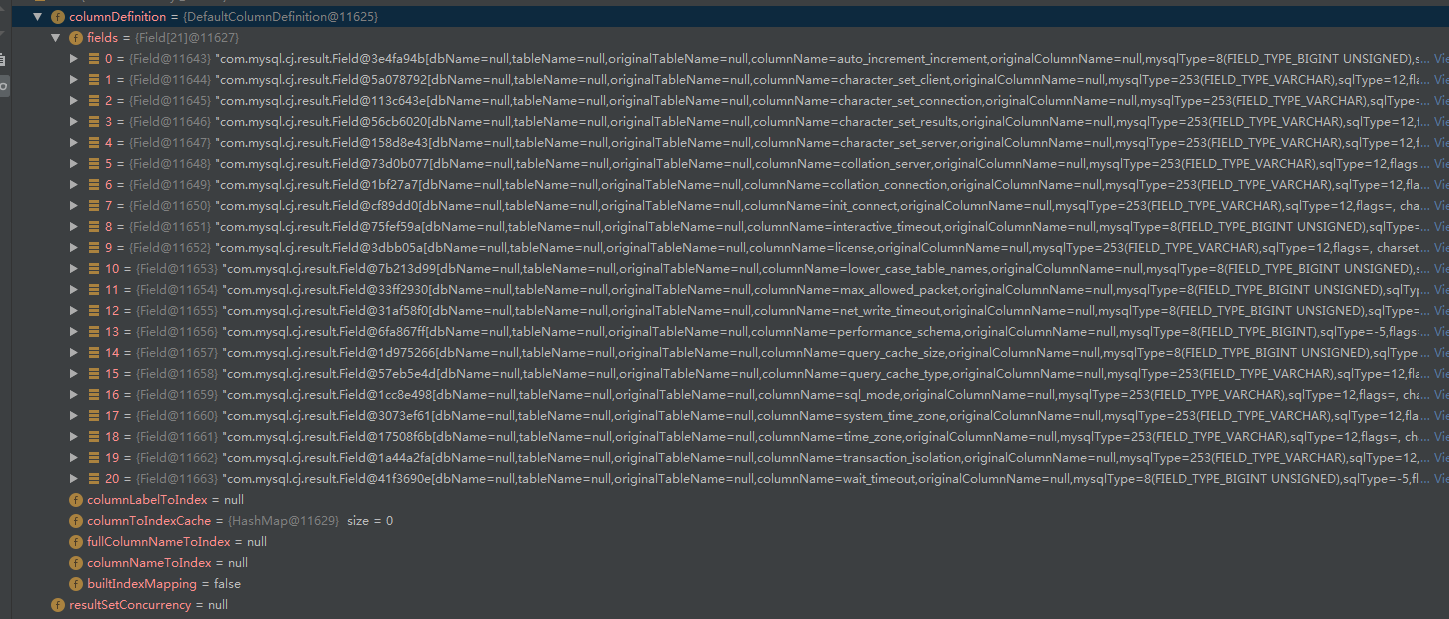 columnDefinition = {DefaultColumnDefinition@11625}
fields = {Field[21]@11627}
0 = {Field@11643} "com.mysql.cj.result.Field@3e4fa94b[dbName=null,tableName=null,originalTableName=null,columnName=auto_increment_increment,originalColumnName=null,mysqlType=8(FIELD_TYPE_BIGINT UNSIGNED),s... Vie
1 = {Field@11644} "com.mysql.cj.result.Field@5a078792[dbName=null,tableName=null,originalTableName=null,columnName=character_set_client,originalColumnName=null,mysqlType=253(FIELD_TYPE_VARCHAR),sqlType=12,flag... Vie
2 = {Field@11645} "com.mysql.cj.result.Field@113c643e[dbName=null,tableName=null,originalTableName=null,columnName=character_set_connection,originalColumnName=null,mysqlType=253(FIELD_TYPE_VARCHAR),sqlType=... Vie
3 = {Field@11646} "com.mysql.cj.result.Field@56cb6020[dbName=null,tableName=null,originalTableName=null,columnName=character_set_results,originalColumnName=null,mysqlType=253(FIELD_TYPE_VARCHAR),sqlType=12,f... Vie
4 = {Field@11647} "com.mysql.cj.result.Field@158d8e43[dbName=null,tableName=null,originalTableName=null,columnName=character_set_server,originalColumnName=null,mysqlType=253(FIELD_TYPE_VARCHAR),sqlType=12,f... Vie
5 = {Field@11648} "com.mysql.cj.result.Field@73d0b077[dbName=null,tableName=null,originalTableName=null,columnName=collation_server,originalColumnName=null,mysqlType=253(FIELD_TYPE_VARCHAR),sqlType=12,flags... Vie
6 = {Field@11649} "com.mysql.cj.result.Field@1bf27a7[dbName=null,tableName=null,originalTableName=null,columnName=collation_connection,originalColumnName=null,mysqlType=253(FIELD_TYPE_VARCHAR),sqlType=12,flag... Vie
7 = {Field@11650} "com.mysql.cj.result.Field@cf89dd0[dbName=null,tableName=null,originalTableName=null,columnName=init_connect,originalColumnName=null,mysqlType=253(FIELD_TYPE_VARCHAR),sqlType=12,flags=, cha... Vie
8 = {Field@11651} "com.mysql.cj.result.Field@75fef59a[dbName=null,tableName=null,originalTableName=null,columnName=interactive_timeout,originalColumnName=null,mysqlType=8(FIELD_TYPE_BIGINT UNSIGNED),sqlType... Vie
9 = {Field@11652} "com.mysql.cj.result.Field@3dbb05a[dbName=null,tableName=null,originalTableName=null,columnName=license,originalColumnName=null,mysqlType=253(FIELD_TYPE_VARCHAR),sqlType=12,flags=, charset... Vie
10 = {Field@11653} "com.mysql.cj.result.Field@7b213d99[dbName=null,tableName=null,originalTableName=null,columnName=lower_case_table_names,originalColumnName=null,mysqlType=8(FIELD_TYPE_BIGINT UNSIGNED),s... Vie
11 = {Field@11654} "com.mysql.cj.result.Field@33ff2930[dbName=null,tableName=null,originalTableName=null,columnName=max_allowed_packet,originalColumnName=null,mysqlType=8(FIELD_TYPE_BIGINT UNSIGNED),sqlTyp... Vie
12 = {Field@11655} "com.mysql.cj.result.Field@31af58f0[dbName=null,tableName=null,originalTableName=null,columnName=net_write_timeout,originalColumnName=null,mysqlType=8(FIELD_TYPE_BIGINT UNSIGNED),sqlType=... Vie
13 = {Field@11656} "com.mysql.cj.result.Field@6fa867ff[dbName=null,tableName=null,originalTableName=null,columnName=performance_schema,originalColumnName=null,mysqlType=8(FIELD_TYPE_BIGINT),sqlType=-5,flags... Vie
14 = {Field@11657} "com.mysql.cj.result.Field@1d975266[dbName=null,tableName=null,originalTableName=null,columnName=query_cache_size,originalColumnName=null,mysqlType=8(FIELD_TYPE_BIGINT UNSIGNED),sqlType... Vie
15 = {Field@11658} "com.mysql.cj.result.Field@57eb5e4d[dbName=null,tableName=null,originalTableName=null,columnName=query_cache_type,originalColumnName=null,mysqlType=253(FIELD_TYPE_VARCHAR),sqlType=12,fla... Vie
16 = {Field@11659} "com.mysql.cj.result.Field@1cc8e498[dbName=null,tableName=null,originalTableName=null,columnName=sql_mode,originalColumnName=null,mysqlType=253(FIELD_TYPE_VARCHAR),sqlType=12,flags=, cha... Vie
17 = {Field@11660} "com.mysql.cj.result.Field@3073ef61[dbName=null,tableName=null,originalTableName=null,columnName=system_time_zone,originalColumnName=null,mysqlType=253(FIELD_TYPE_VARCHAR),sqlType=12,fla... Vie
18 = {Field@11661} "com.mysql.cj.result.Field@17508f6b[dbName=null,tableName=null,originalTableName=null,columnName=time_zone,originalColumnName=null,mysqlType=253(FIELD_TYPE_VARCHAR),sqlType=12,flags=, ch... Vie
19 = {Field@11662} "com.mysql.cj.result.Field@1a44a2fa[dbName=null,tableName=null,originalTableName=null,columnName=transaction_isolation,originalColumnName=null,mysqlType=253(FIELD_TYPE_VARCHAR),sqlType=12,... Vie
20 = {Field@11663} "com.mysql.cj.result.Field@41f3690e[dbName=null,tableName=null,originalTableName=null,columnName=wait_timeout,originalColumnName=null,mysqlType=8(FIELD_TYPE_BIGINT UNSIGNED),sqlType=-5,fl... Vie
columnLabelToIndex = null
columnToIndexCache = {HashMap@11629} size = 0
fullColumnNameToIndex = null
columnNameToIndex = null
builtIndexMapping = false
resultSetConcurrency = null